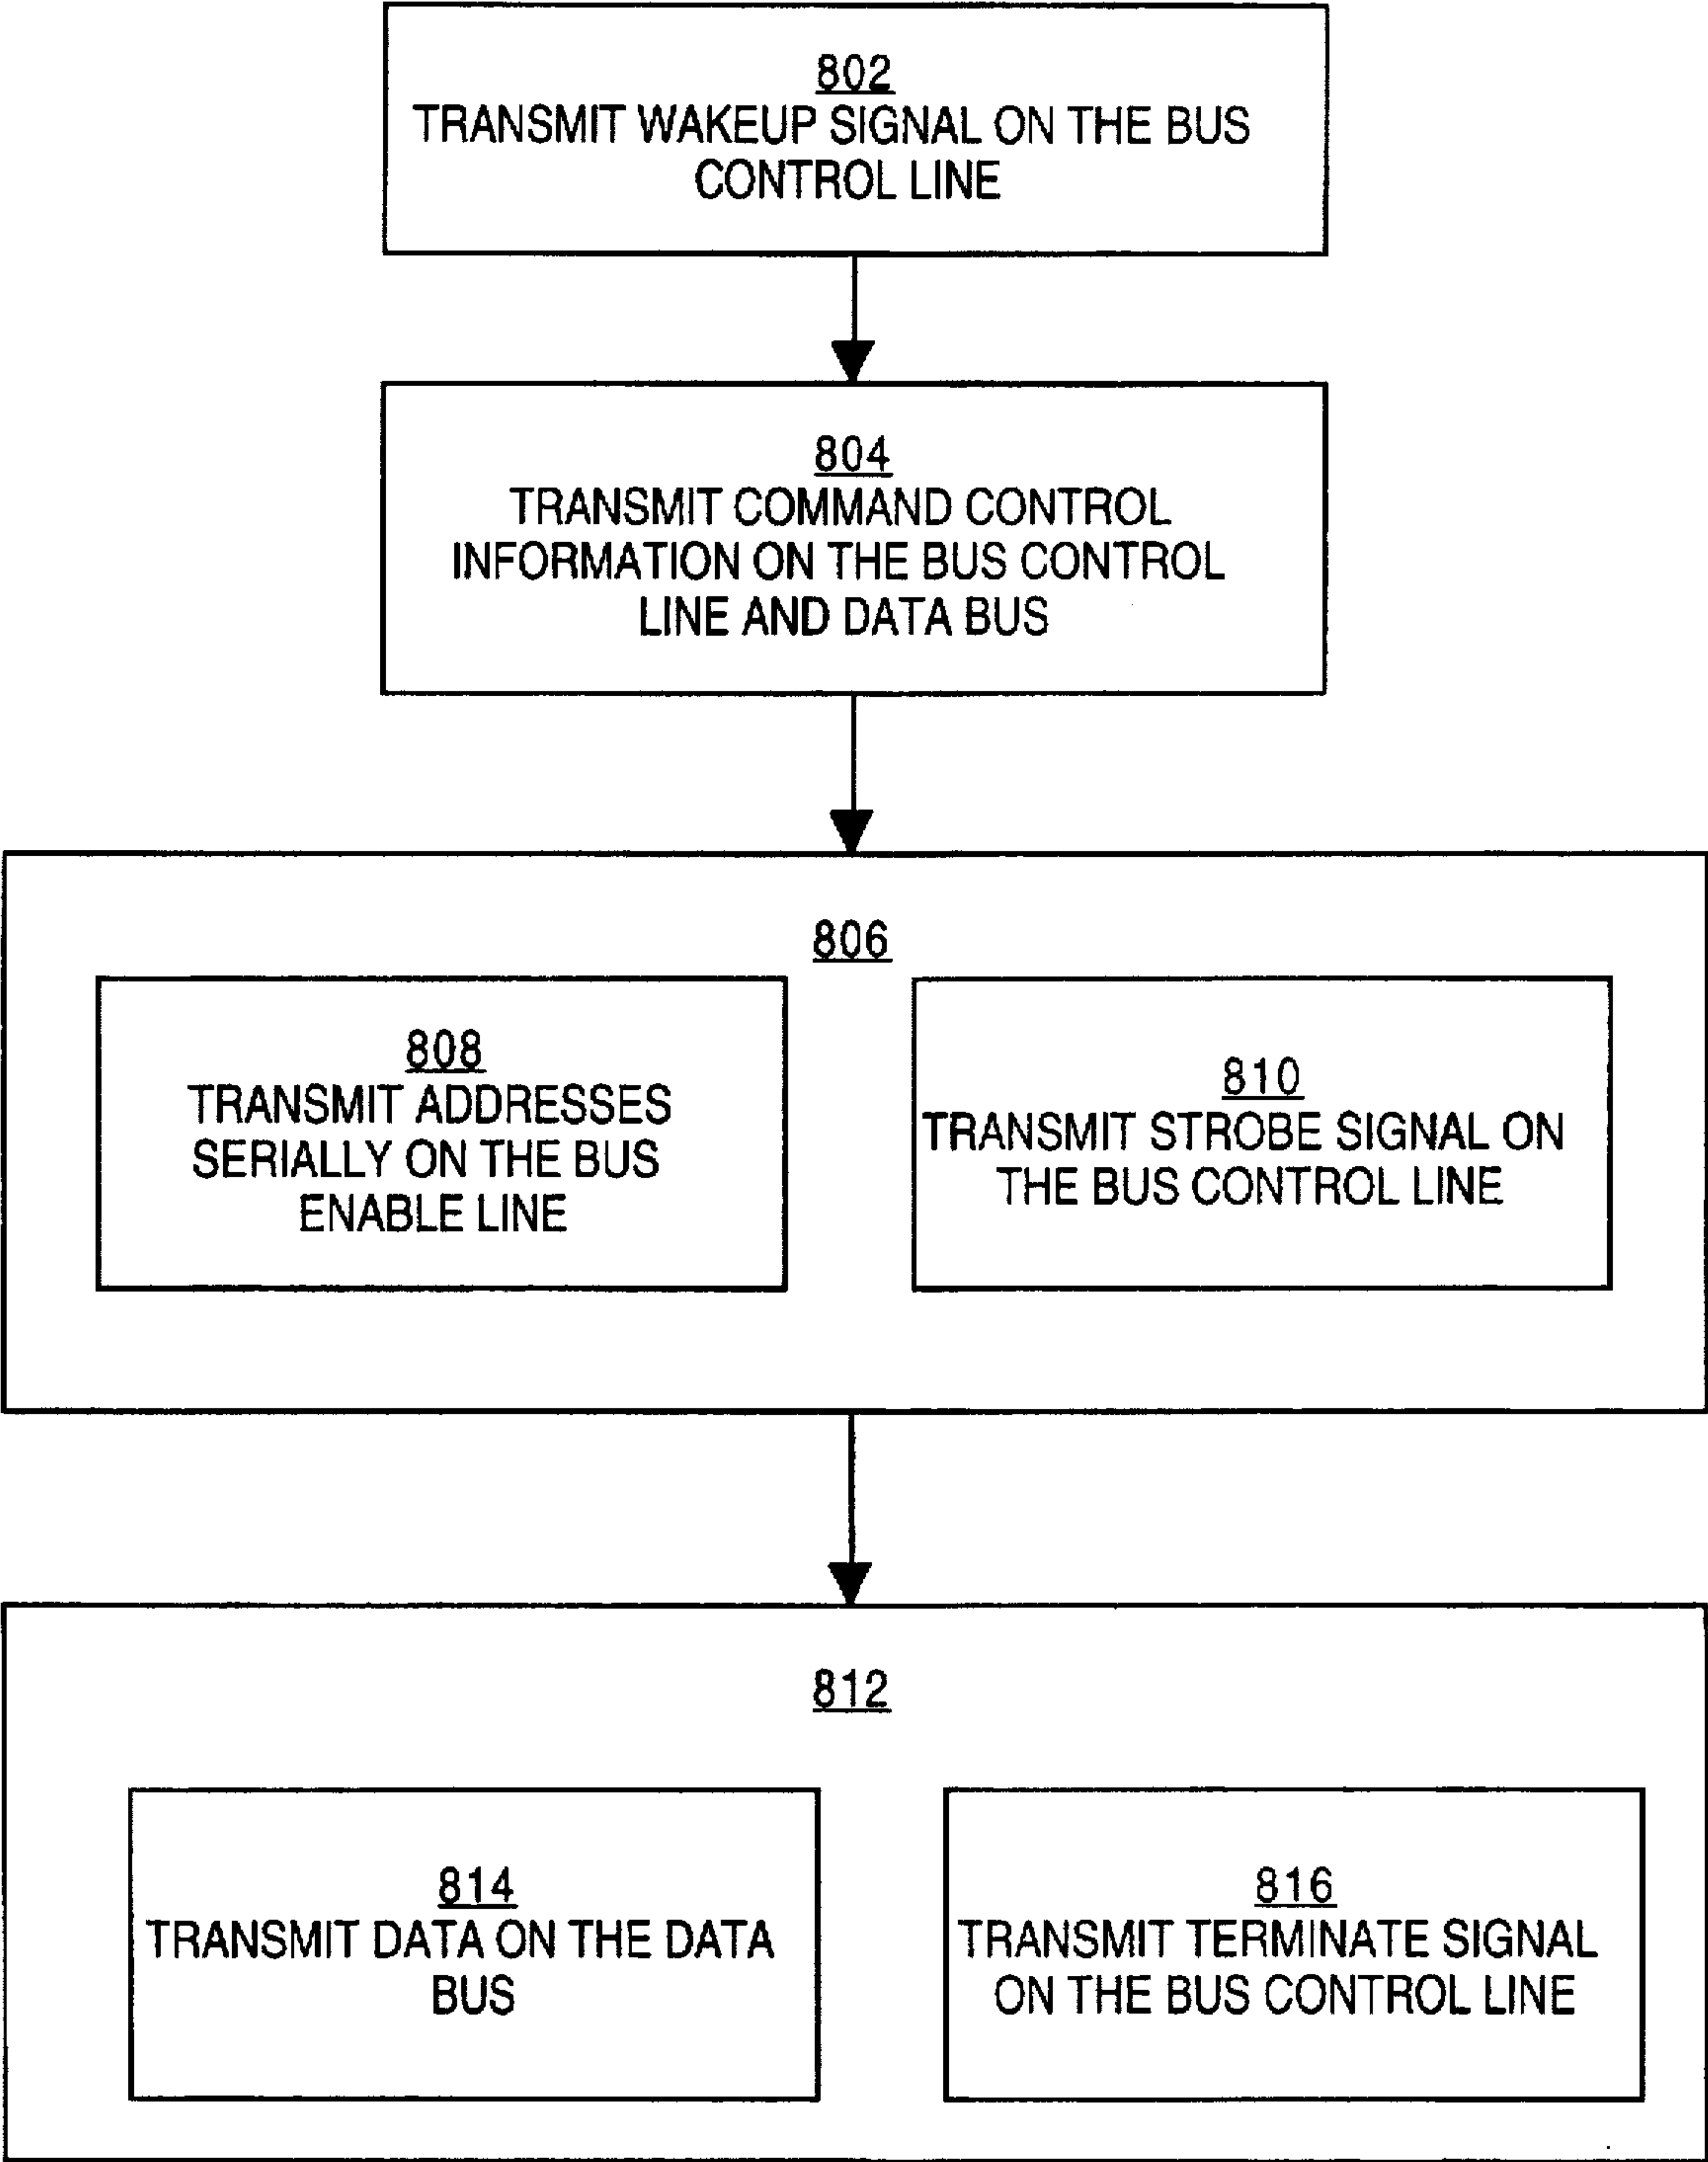 802
TRANSMIT WAKEUP SIGNAL ON THE BUS
CONTROL LINE
804
TRANSMIT COMMAND CONTROL
INFORMATION ON THE BUS CONTROL
LINE AND DATA BUS
806
808
TRANSMIT ADDRESSES
SERIALLY ON THE BUS
ENABLE LINE
810
TRANSMIT STROBE SIGNAL ON
THE BUS CONTROL LINE
812
814
TRANSMIT DATA ON THE DATA
BUS
816
TRANSMIT TERMINATE SIGNAL
ON THE BUS CONTROL LINE